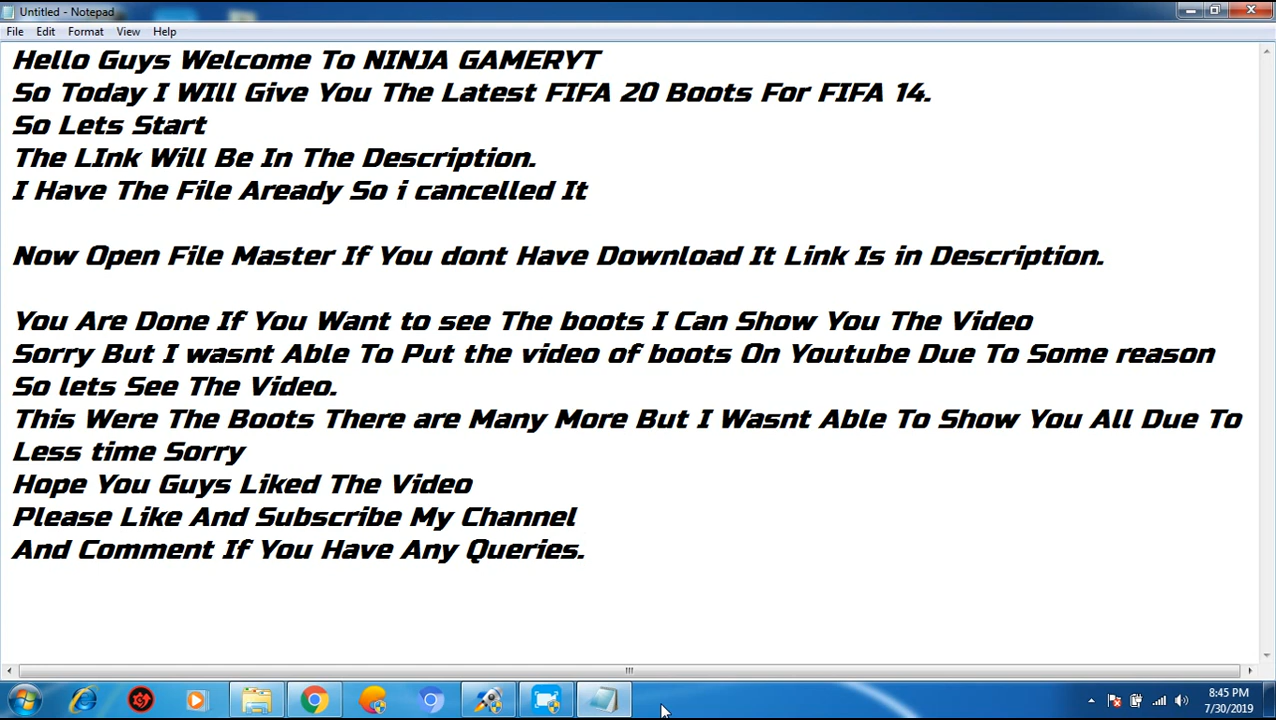 Untitled - Notepad
File Edit Format View Help
Hello Guys Welcome To NINJA GAMERYT
So Today I WIll Give You The Latest FIFA 20 Boots For FIFA 14.
So Lets Start
The LInk Will Be In The Description.
I Have The File Aready So i cancelled It
Now Open File Master If You dont Have Download It Link Is in Description.
You Are Done If You Want to see The boots I Can Show You The Video
Sorry But I wasnt Able To Put the video of boots On Youtube Due To Some reason
So lets See The Video.
This Were The Boots There are Many More But I Wasnt Able To Show You All Due To
Less time Sorry
Hope You Guys Liked The Video
Please Like And Subscribe My Channel
And Comment If You Have Any Queries.
8:45 PM
7/30/2019